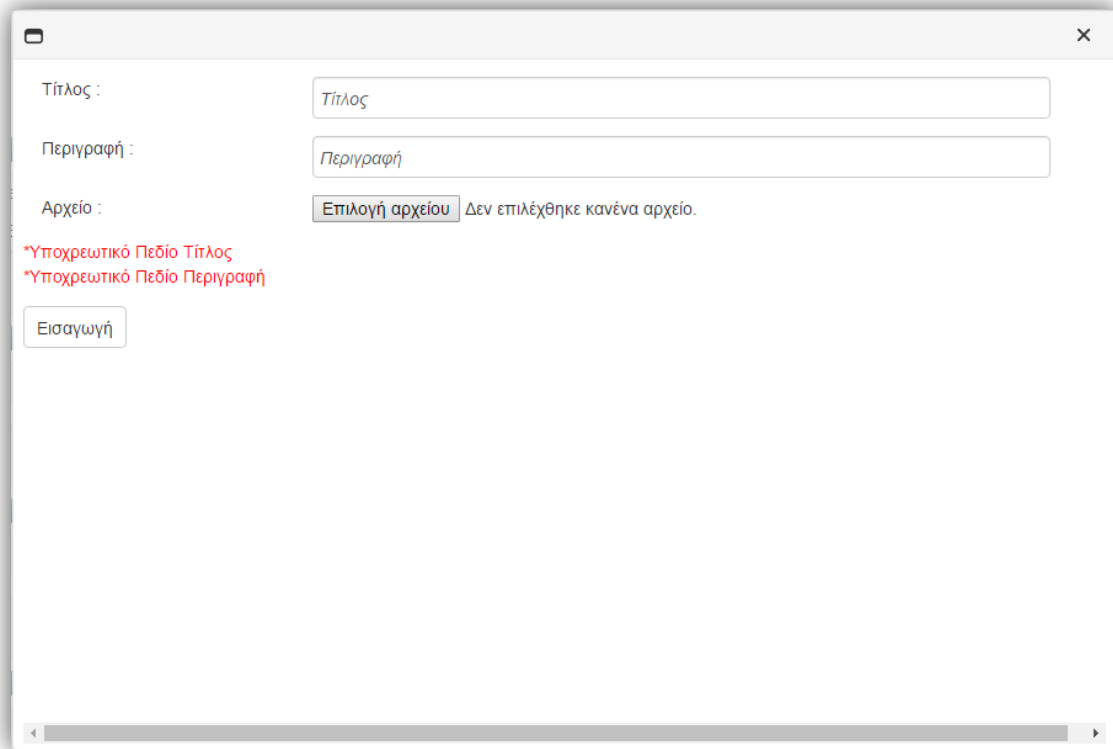 Τίτλος :
Τίτλος
Περιγραφή :
Περιγραφή
Αρχείο :
Επιλογή αρχείου Δεν επιλέχθηκε κανένα αρχείο.
*Υποχρεωτικό Πεδίο Τίτλος
*Υποχρεωτικό Πεδίο Περιγραφή
Εισαγωγή